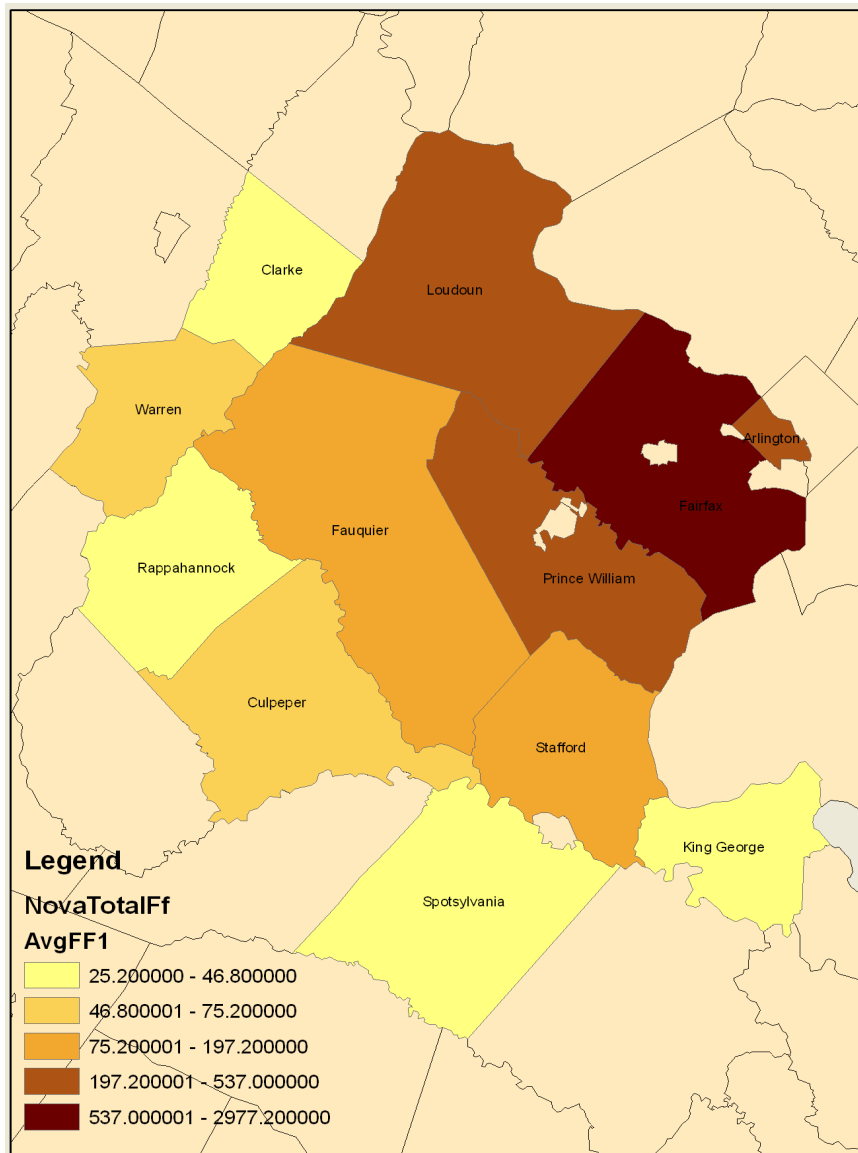 Clarke
Loudoun
Warren
Arlington
Fairfax
Fauquier
Rappahannock
Prince William
Culpeper
Stafford
King George
Spotsylvania
Legend
NovaTotalFf
AvgFF1
25.200000 - 46.800000
46.800001 - 75.200000
75.200001 - 197.200000
197.200001 - 537.000000
537.000001 - 2977.200000